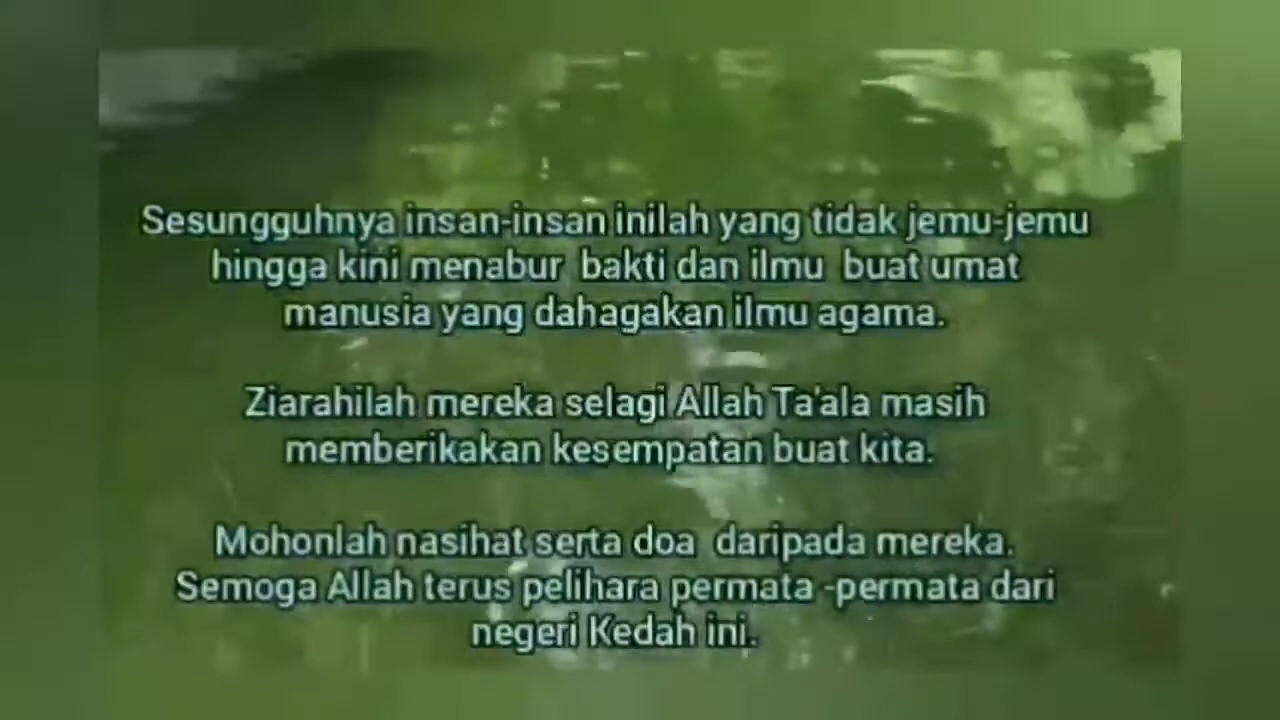 Sesungguhnya insan-insan inilah yang tidak jemu-jemu
hingga kini menabur bakti dan ilmu buat umat
manusia yang dahagakan ilmu agama.
Ziarahilah mereka selagi Allah Ta'ala masih
memberikakan kesempatan buat kita.
Mohonlah nasihat serta doa daripada mereka.
Semoga Allah terus pelihara permata -permata dari
negeri Kedah ini.